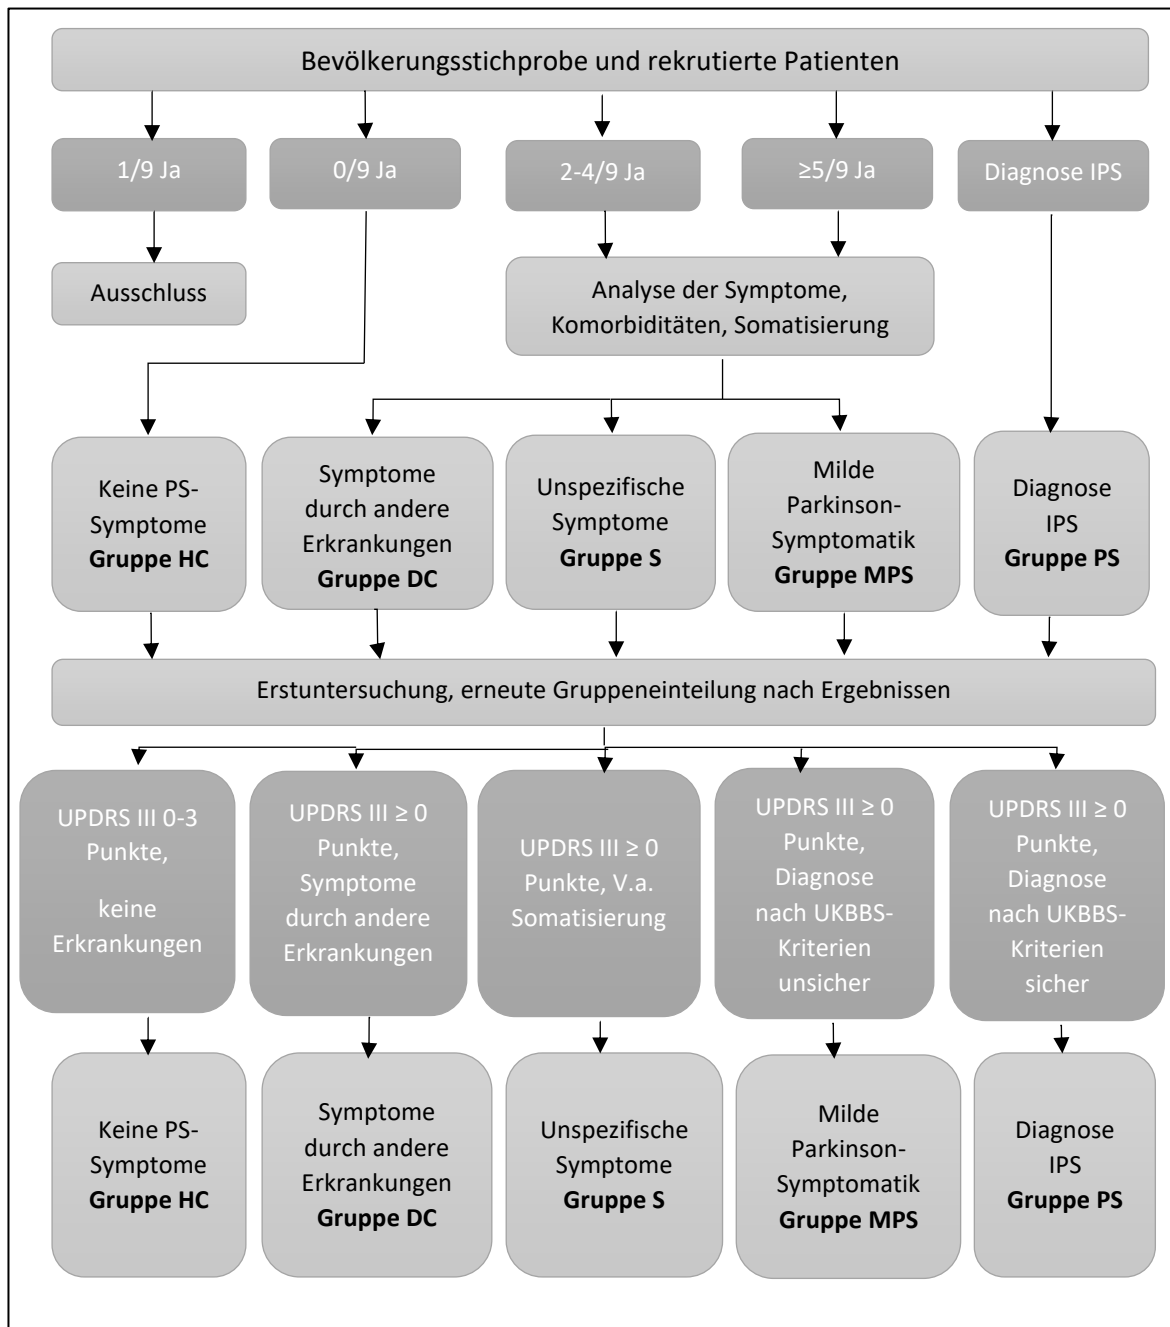 Bevölkerungsstichprobe und rekrutierte Patienten
1/9 Ja
0/9 Ja
2-4/9 Ja
≥5/9 Ja
Diagnose IPS
Ausschluss
Analyse der Symptome,
Komorbiditäten, Somatisierung
Keine PS-
Symptome
Gruppe HC
Symptome
durch andere
Erkrankungen
Gruppe DC
Unspezifische
Symptome
Gruppe S
Milde
Parkinson-
Symptomatik
Gruppe MPS
Diagnose
IPS
Gruppe PS
Erstuntersuchung, erneute Gruppeneinteilung nach Ergebnissen
UPDRS III 0-3
Punkte,
keine
Erkrankungen
UPDRS III ≥ 0
Punkte,
Symptome
durch andere
Erkrankungen
UPDRS III ≥ 0
Punkte, V.a.
Somatisierung
UPDRS III ≥ 0
Punkte,
Diagnose
nach UKBBS-
Kriterien
unsicher
UPDRS III ≥ 0
Punkte,
Diagnose
nach UKBBS-
Kriterien
sicher
Keine PS-
Symptome
Gruppe HC
Symptome
durch andere
Erkrankungen
Gruppe DC
Unspezifische
Symptome
Gruppe S
Milde
Parkinson-
Symptomatik
Gruppe MPS
Diagnose
IPS
Gruppe PS